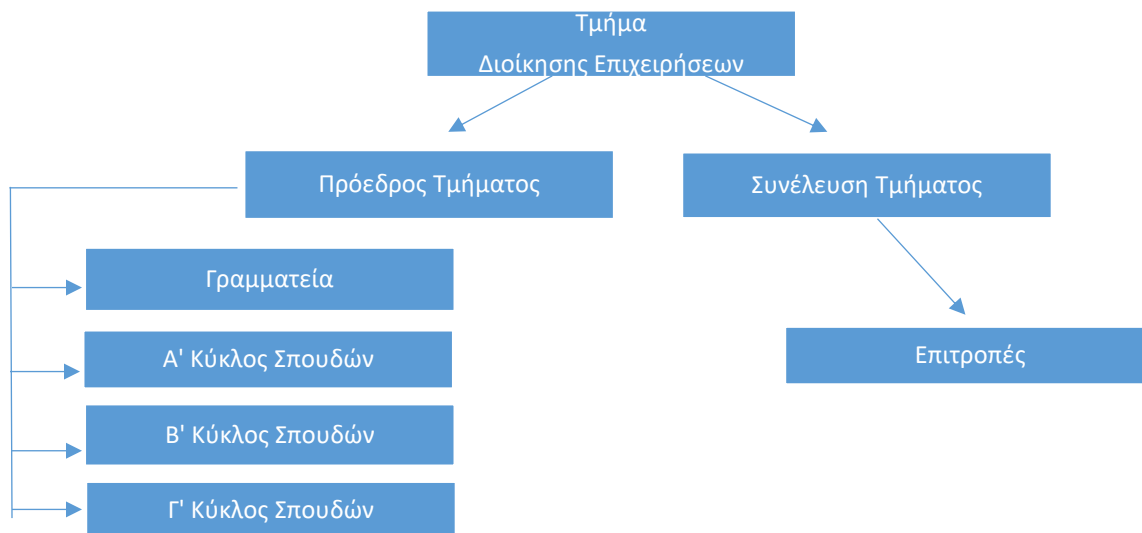 Τμήμα
Διοίκησης Επιχειρήσεων
Πρόεδρος Τμήματος
Συνέλευση Τμήματος
Γραμματεία
Α' Κύκλος Σπουδών
Επιτροπές
Β' Κύκλος Σπουδών
Γ' Κύκλος Σπουδών